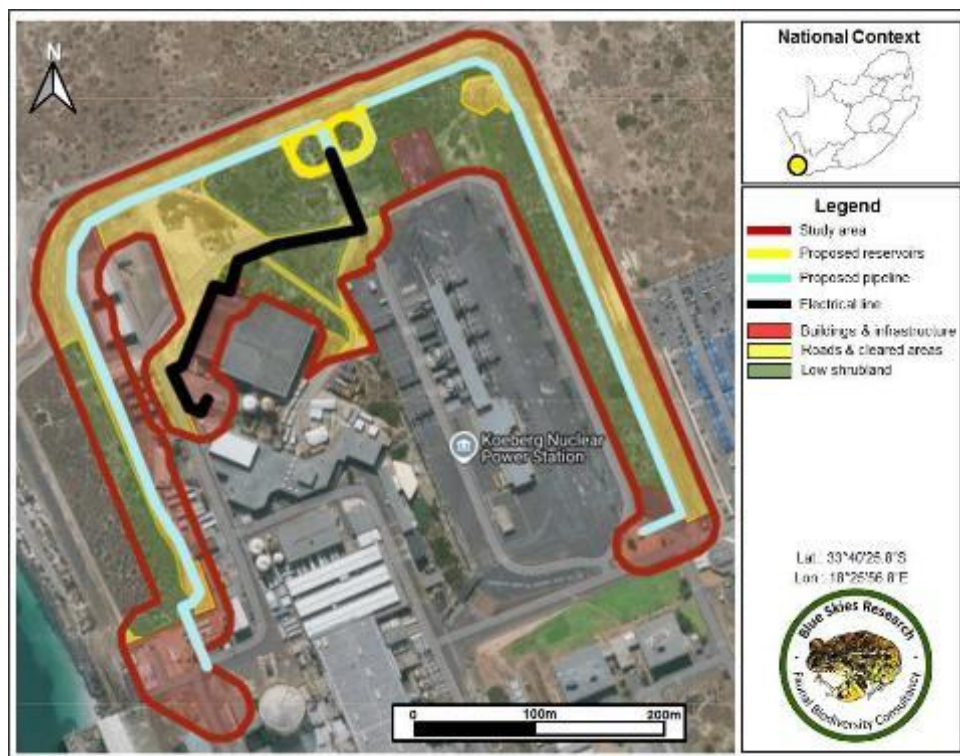 N
Koeberg Nuclear
Power Station
0
100m
200m
National Context
Legend
Study area
Proposed reservoirs
Proposed pipeline
Electrical line
Buildings & infrastructure
Roads & cleared areas
Low shrubland
Lat.: 33°40'25.8"S
Lon.: 18°25'56.8"E
Blue Skies Research
Faunal Biodiversity Consultancy